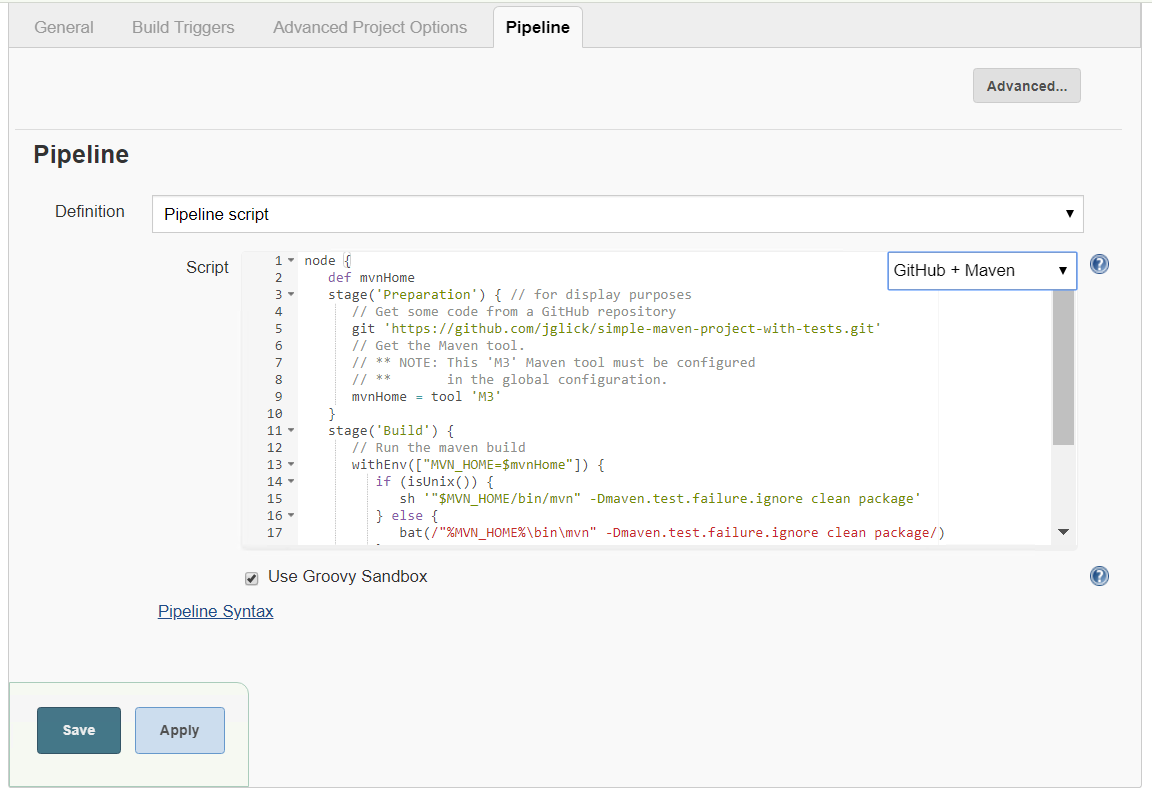 General Build Triggers Advanced Project Options Pipeline
Advanced...
Pipeline
Definition Pipeline script
Script
GitHub + Maven
1 node {
2 def mvnHome
3 stage('Preparation') { // for display purposes
4 // Get some code from a GitHub repository
5 git 'https://github.com/jglick/simple-maven-project-with-tests.git'
6 // Get the Maven tool.
7 // ** NOTE: This 'M3' Maven tool must be configured
8 // ** in the global configuration.
9 mvnHome = tool 'M3'
10 }
11 stage('Build') {
12 // Run the maven build
13 withEnv(["MVN_HOME=$mvnHome"]) {
14 if (isUnix()) {
15 sh '"$MVN_HOME/bin/mvn" -Dmaven.test.failure.ignore clean package'
16 } else {
17 bat(/"%MVN_HOME%\bin\mvn" -Dmaven.test.failure.ignore clean package/)
Use Groovy Sandbox
Pipeline Syntax
Save Apply